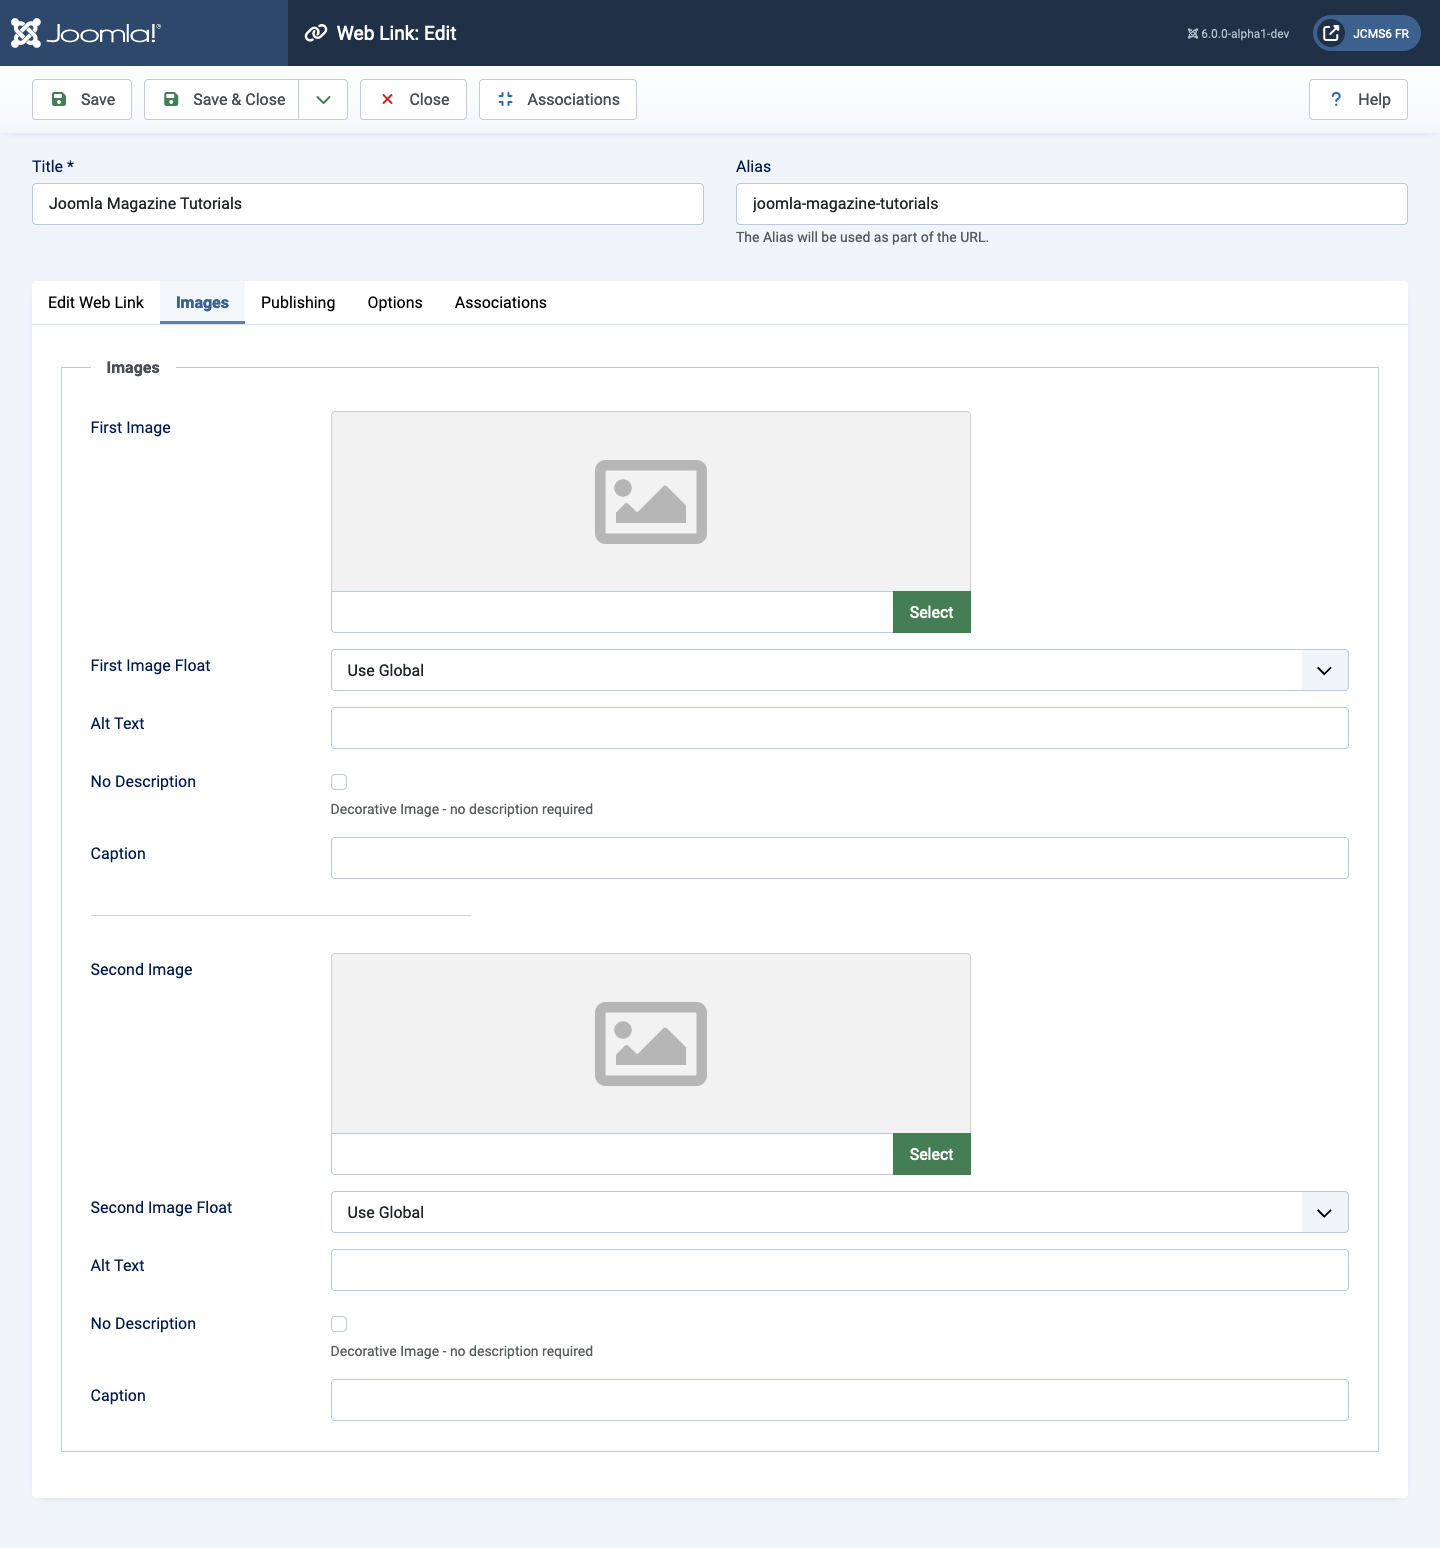 Joomla!®
Web Link: Edit
6.0.0-alpha1-dev
JCMS6 FR
Save
Save & Close
Close
Associations
? Help
Title *
Alias
Joomla Magazine Tutorials
joomla-magazine-tutorials
The Alias will be used as part of the URL.
Edit Web Link
Images
Publishing
Options
Associations
Images
First Image
Select
First Image Float
Use Global
Alt Text
No Description
Decorative Image - no description required
Caption
Second Image
Select
Second Image Float
Use Global
Alt Text
No Description
Decorative Image - no description required
Caption